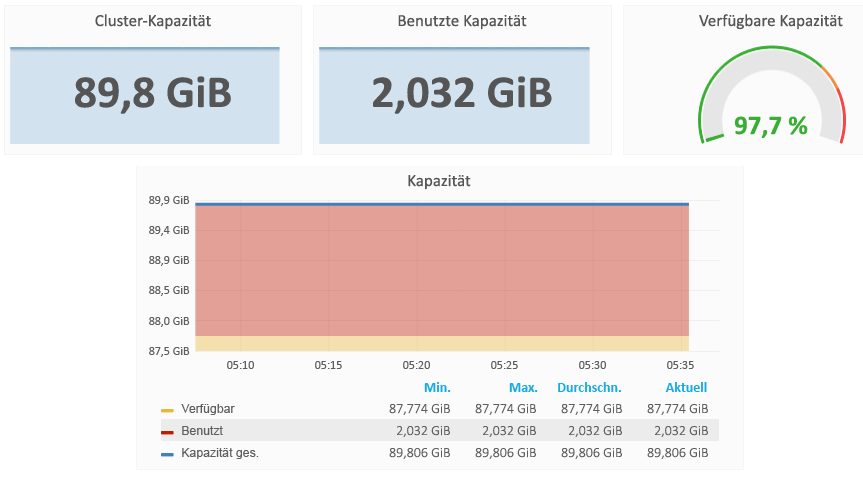 Cluster-Kapazität
Benutzte Kapazität
Verfügbare Kapazität
89,8 GiB
2,032 GiB
97,7 %
Kapazität
89,9 GiB
89,4 GiB
88,9 GiB
88,5 GiB
88,0 GiB
87,5 GiB
05:10 05:15 05:20 05:25 05:30 05:35
Min. Max. Durchschn. Aktuell
Verfügbar 87,774 GiB 87,774 GiB 87,774 GiB 87,774 GiB
Benutzt 2,032 GiB 2,032 GiB 2,032 GiB 2,032 GiB
Kapazität ges. 89,806 GiB 89,806 GiB 89,806 GiB 89,806 GiB